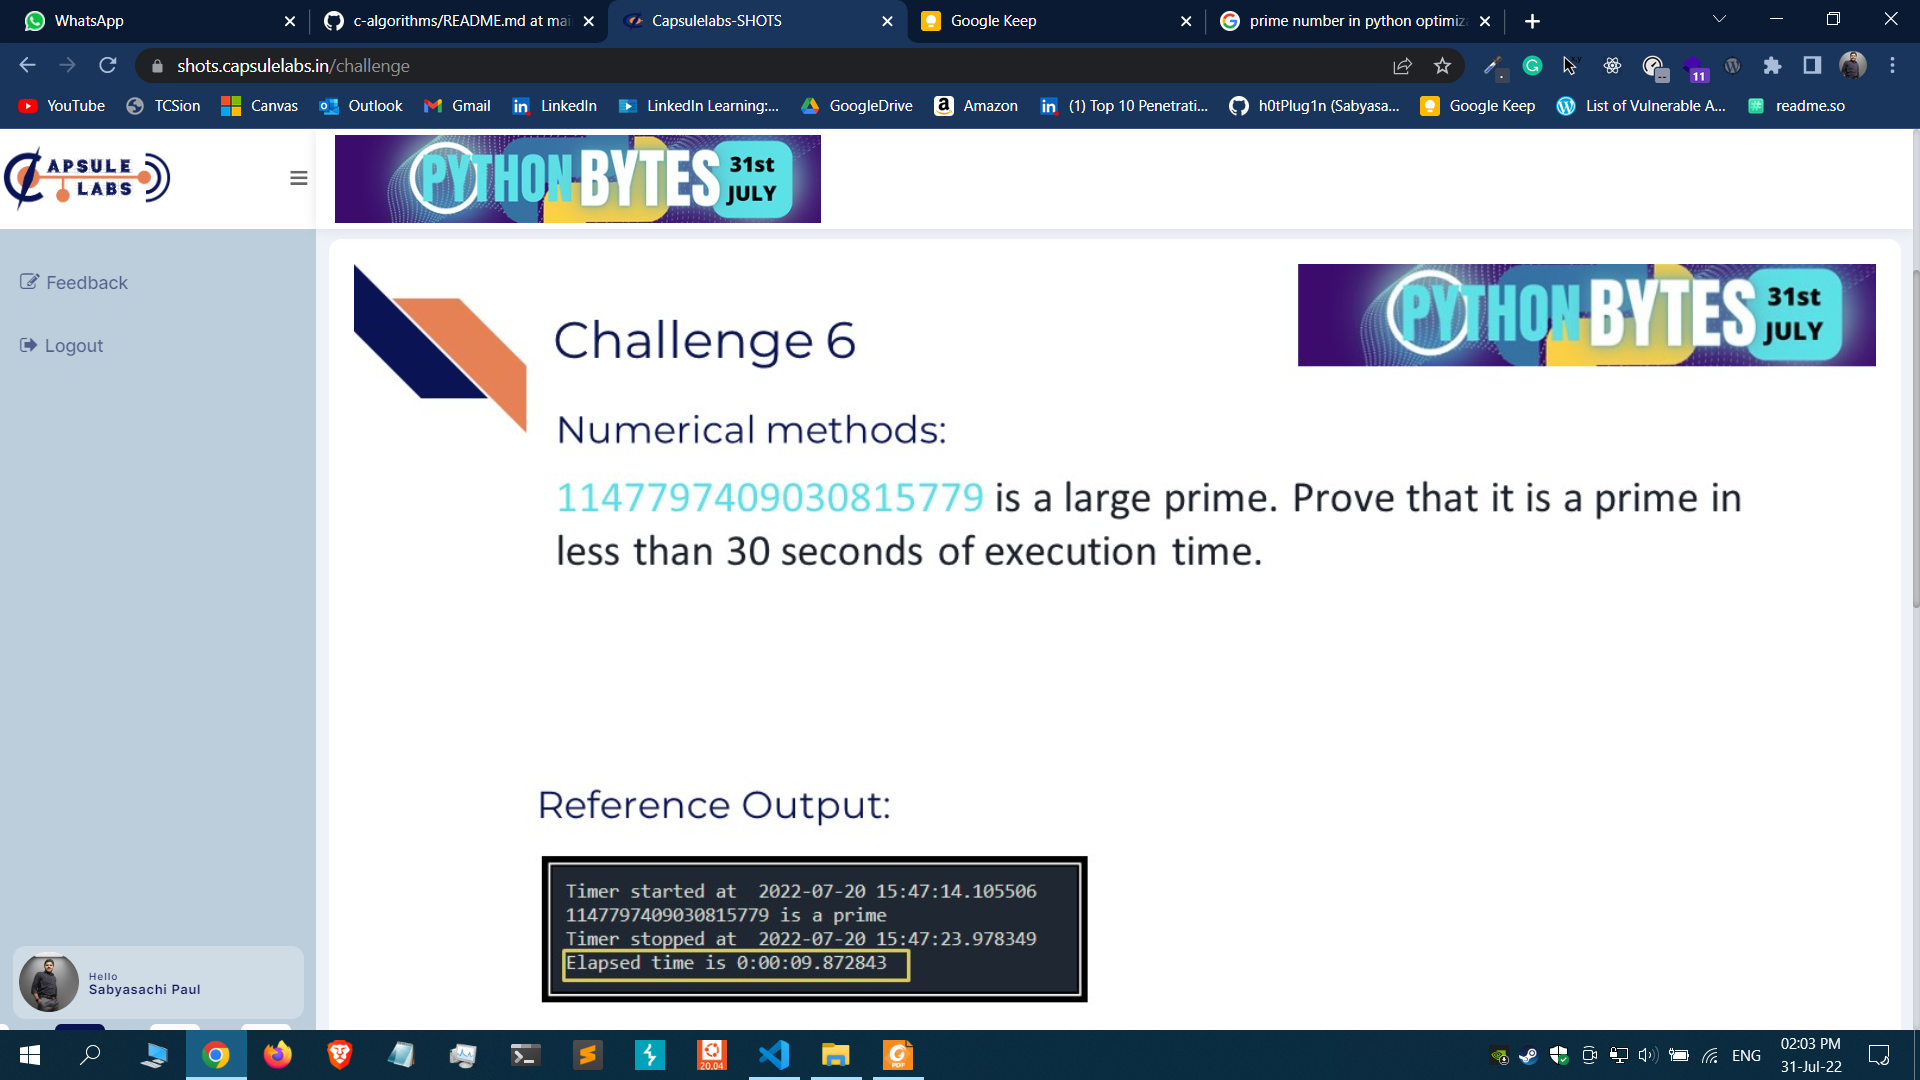 WhatsApp
c-algorithms/README.md at mai
Capsulelabs-SHOTS
Google Keep
prime number in python optimiz
shots.capsulelabs.in/challenge
11
YouTube
TCSion
Canvas
Outlook
Gmail
LinkedIn
LinkedIn Learning:...
GoogleDrive
Amazon
(1) Top 10 Penetrati...
h0tPlug1n (Sabyasa...
Google Keep
List of Vulnerable A...
readme.so
CAPSULE
LABS
PYTHON BYTES 31st
JULY
Feedback
Logout
PYTHON BYTES 31st
JULY
Challenge 6
Numerical methods:
1147797409030815779 is a large prime. Prove that it is a prime in
less than 30 seconds of execution time.
Reference Output:
Timer started at  2022-07-20 15:47:14.105506
1147797409030815779 is a prime
Timer stopped at  2022-07-20 15:47:23.978349
Elapsed time is 0:00:09.872843
Hello
Sabyasachi Paul
20.04
PDF
ENG
02:03 PM
31-Jul-22